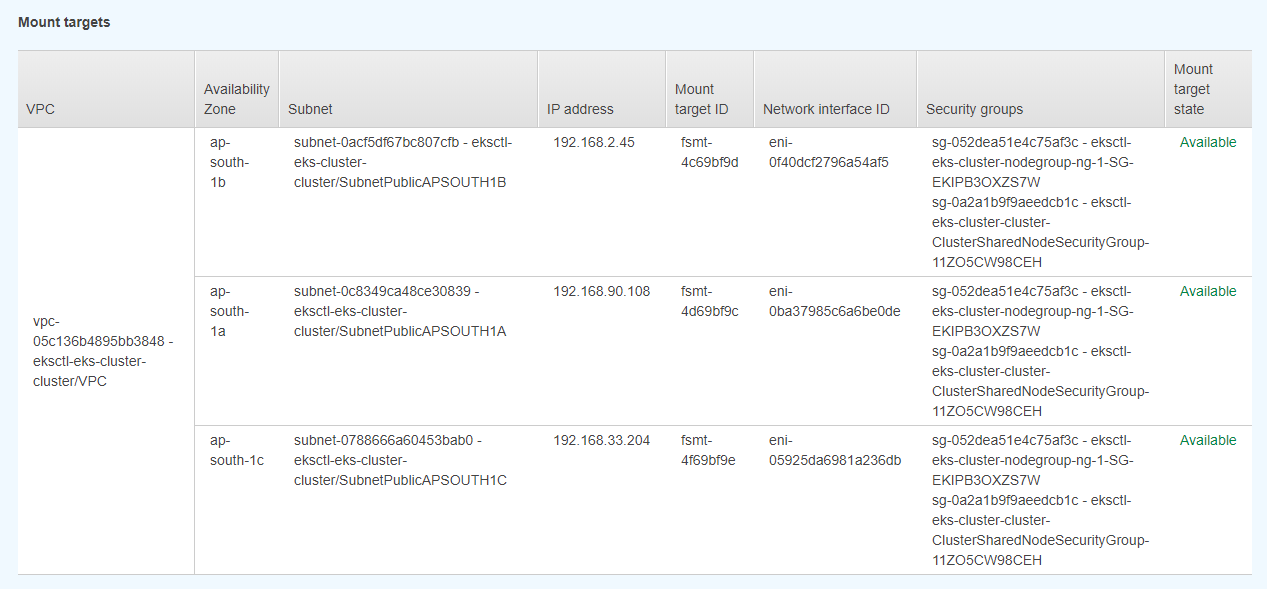 Mount targets
VPC
Availability
Zone
Subnet
IP address
Mount
target ID
Network interface ID
Security groups
Mount
target
state
vpc-
05c136b4895bb3848 -
eksctl-eks-cluster-
cluster/VPC
ap-
south-
1b
subnet-0acf5df67bc807cfb - eksctl-
eks-cluster-
cluster/SubnetPublicAPSOUTH1B
192.168.2.45
fsmt-
4c69bf9d
eni-
0f40dcf2796a54af5
sg-052dea51e4c75af3c - eksctl-
eks-cluster-nodegroup-ng-1-SG-
EKIPB3OXZS7W
sg-0a2a1b9f9aeedcb1c - eksctl-
eks-cluster-cluster-
ClusterSharedNodeSecurityGroup-
11ZO5CW98CEH
Available
ap-
south-
1a
subnet-0c8349ca48ce30839 -
eksctl-eks-cluster-
cluster/SubnetPublicAPSOUTH1A
192.168.90.108
fsmt-
4d69bf9c
eni-
0ba37985c6a6be0de
sg-052dea51e4c75af3c - eksctl-
eks-cluster-nodegroup-ng-1-SG-
EKIPB3OXZS7W
sg-0a2a1b9f9aeedcb1c - eksctl-
eks-cluster-cluster-
ClusterSharedNodeSecurityGroup-
11ZO5CW98CEH
Available
ap-
south-1c
subnet-0788666a60453bab0 -
eksctl-eks-cluster-
cluster/SubnetPublicAPSOUTH1C
192.168.33.204
fsmt-
4f69bf9e
eni-
05925da6981a236db
sg-052dea51e4c75af3c - eksctl-
eks-cluster-nodegroup-ng-1-SG-
EKIPB3OXZS7W
sg-0a2a1b9f9aeedcb1c - eksctl-
eks-cluster-cluster-
ClusterSharedNodeSecurityGroup-
11ZO5CW98CEH
Available